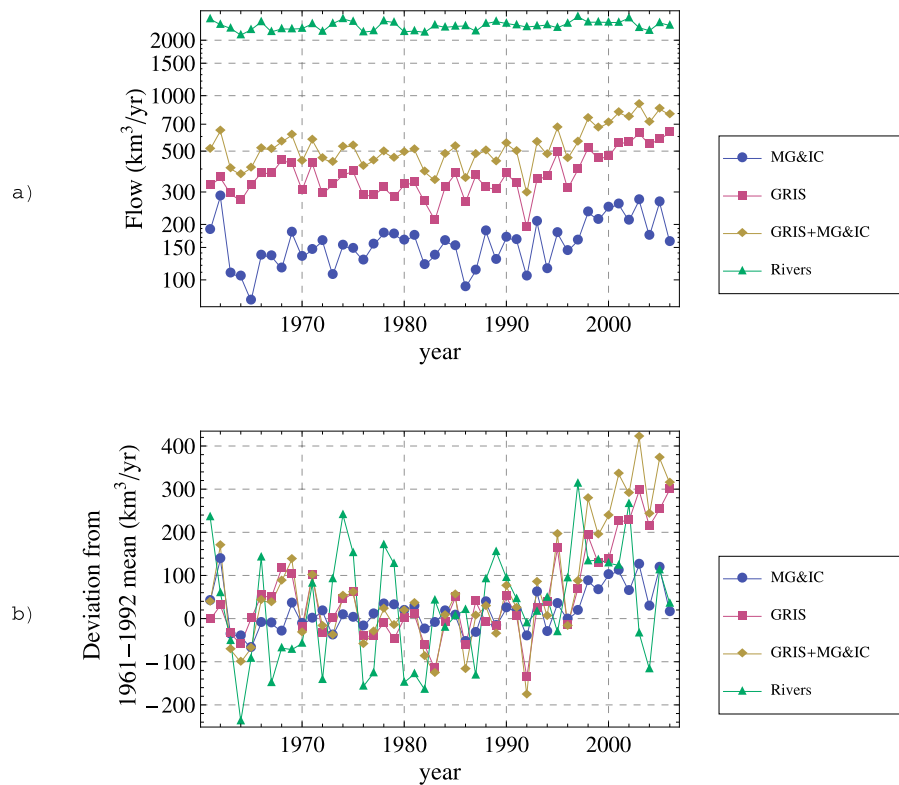 a)
Flow (km³/yr)
2000
1500
1000
700
500
300
200
150
100
1970
1980
1990
2000
year
MG&IC
GRIS
GRIS+MG&IC
Rivers
b)
Deviation from
1961−1992 mean (km³/yr)
400
300
200
100
0
−100
−200
1970
1980
1990
2000
year
MG&IC
GRIS
GRIS+MG&IC
Rivers